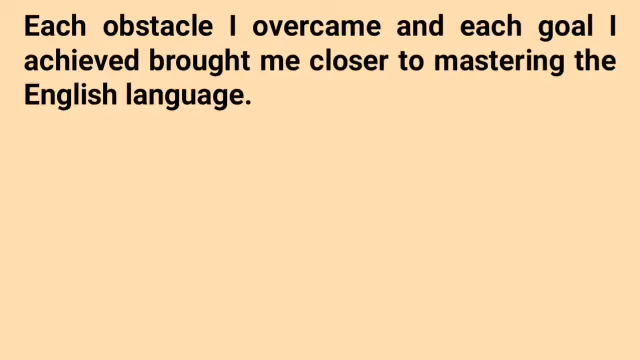 Each obstacle I overcame and each goal I
achieved brought me closer to mastering the
English language.